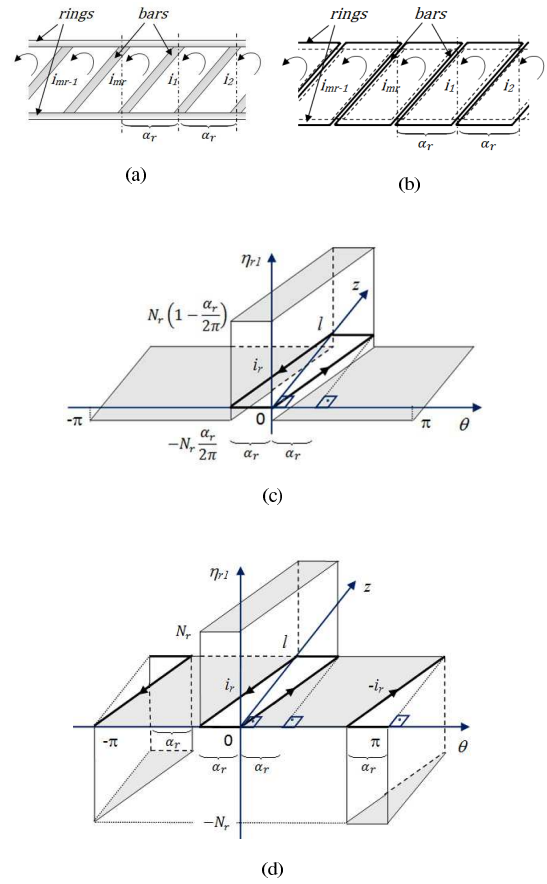 rings bars
i_{mr-1} i_{mr} i_1 i_2
α_r α_r
(a)
rings bars
i_{mr-1} i_{mr} i_1 i_2
α_r α_r
(b)
η_{r1}
z
N_r(1 − α_r/2π)
l
i_r
-π 0 π θ
−N_r α_r/2π
α_r α_r
(c)
η_{r1}
z
N_r
l
i_r -i_r
-π 0 π θ
α_r α_r α_r α_r
−N_r
(d)